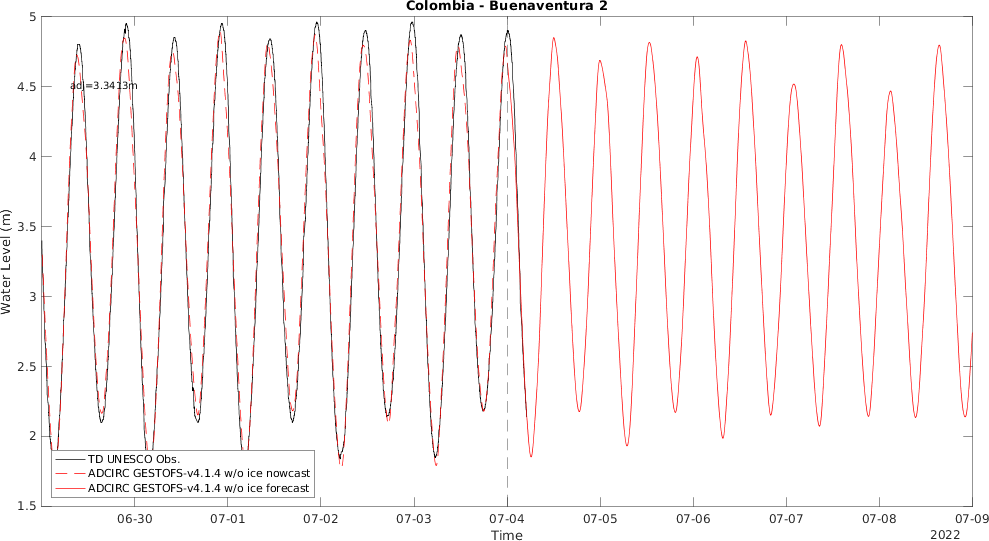 Colombia - Buenaventura 2
5
4.5
4
3.5
3
2.5
2
1.5
Water Level (m)
adj=3.3413m
TD UNESCO Obs.
ADCIRC GESTOFS-v4.1.4 w/o ice nowcast
ADCIRC GESTOFS-v4.1.4 w/o ice forecast
06-30 07-01 07-02 07-03 07-04 07-05 07-06 07-07 07-08 07-09
Time
2022